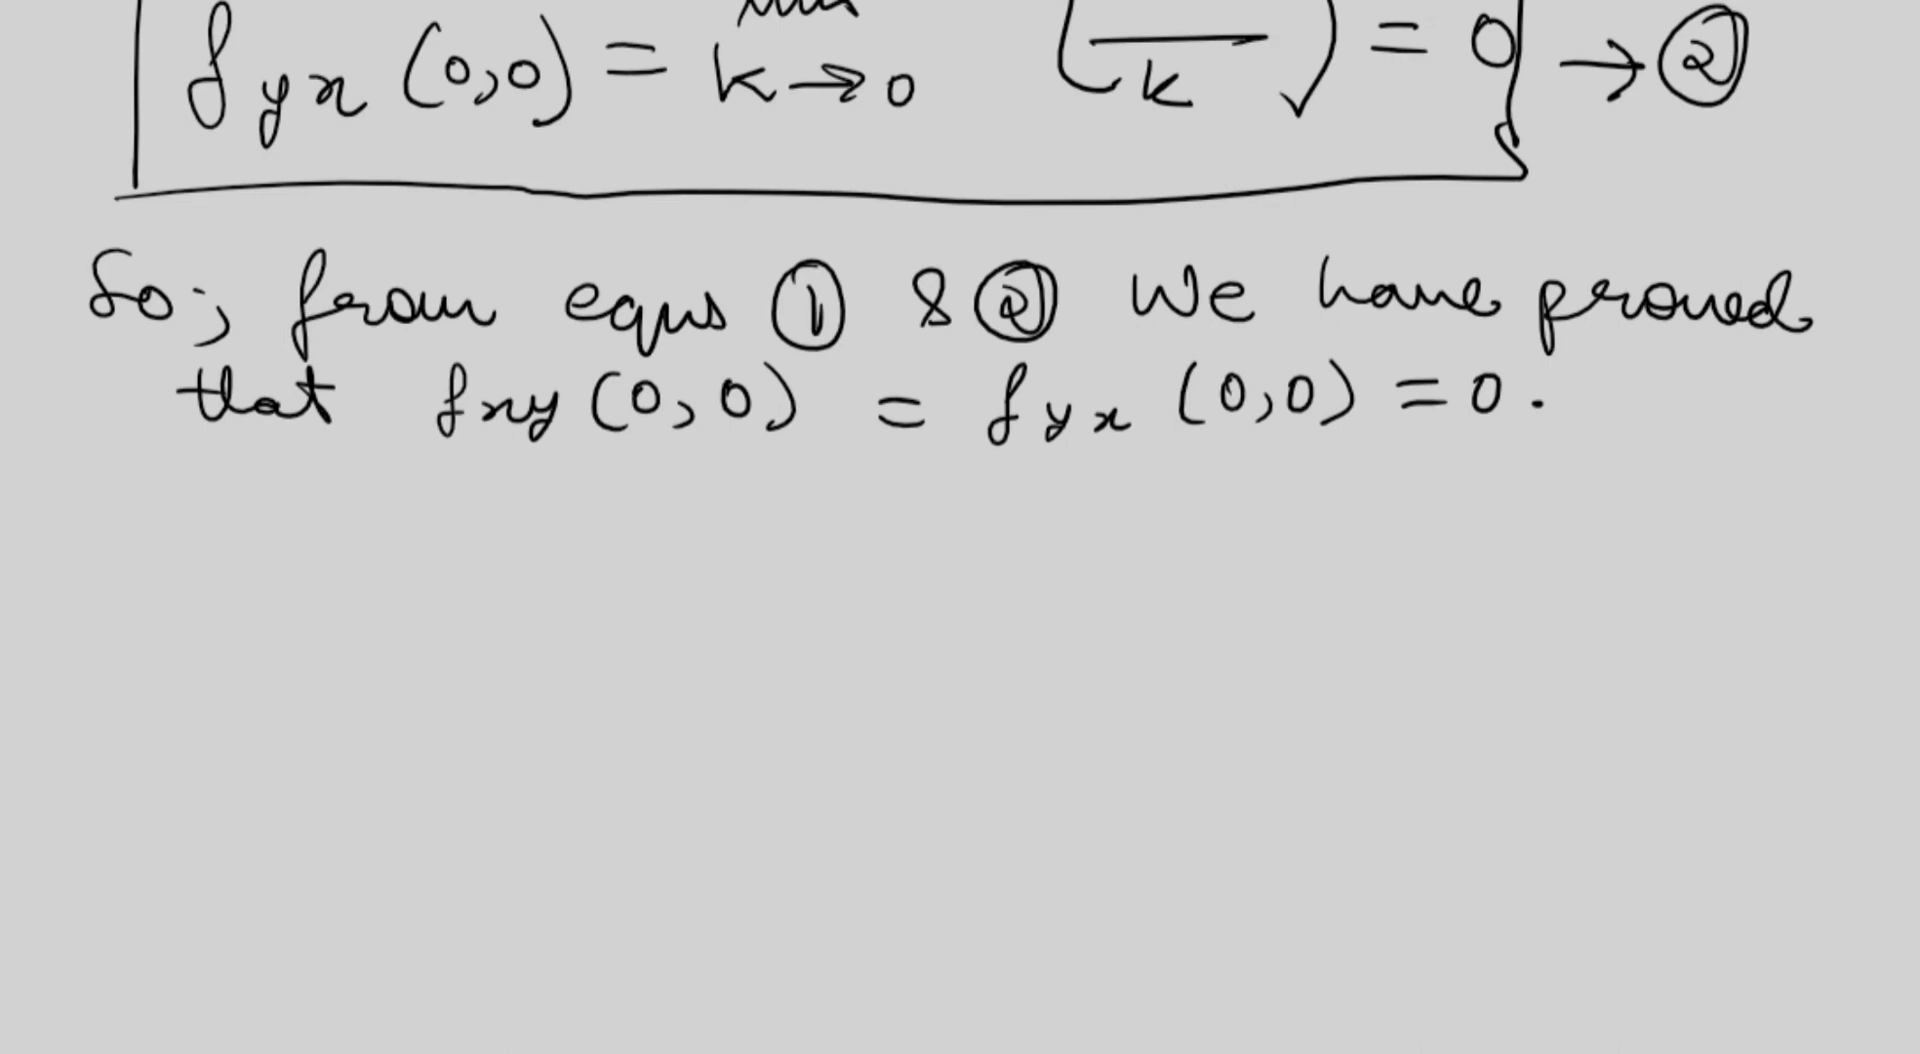 fyx (0,0) = lim k→0 ( /k ) = 0 → ②
So; from equs ① & ② We have proved
that fxy (0,0) = fyx (0,0) = 0.